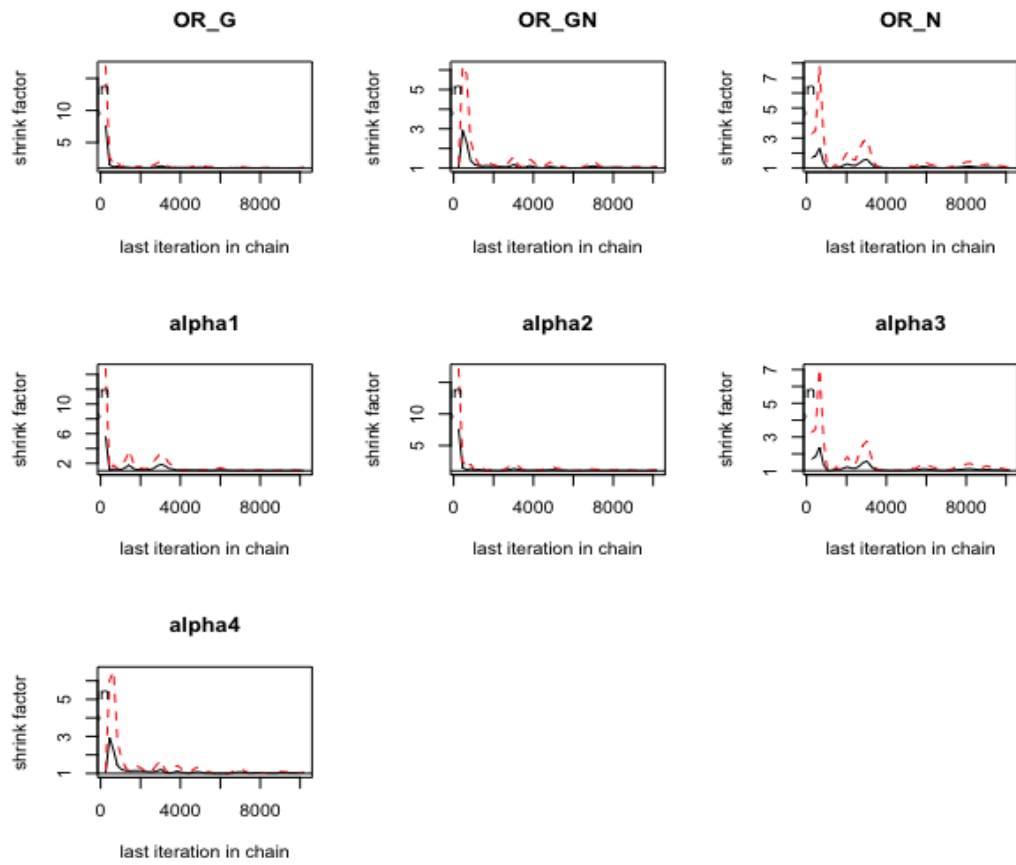 OR_G
OR_GN
OR_N
shrink factor
5
10
0
4000
8000
last iteration in chain
shrink factor
1
3
5
0
4000
8000
last iteration in chain
shrink factor
1
3
5
7
0
4000
8000
last iteration in chain
alpha1
alpha2
alpha3
shrink factor
2
6
10
0
4000
8000
last iteration in chain
shrink factor
5
10
0
4000
8000
last iteration in chain
shrink factor
1
3
5
7
0
4000
8000
last iteration in chain
alpha4
shrink factor
1
3
5
0
4000
8000
last iteration in chain